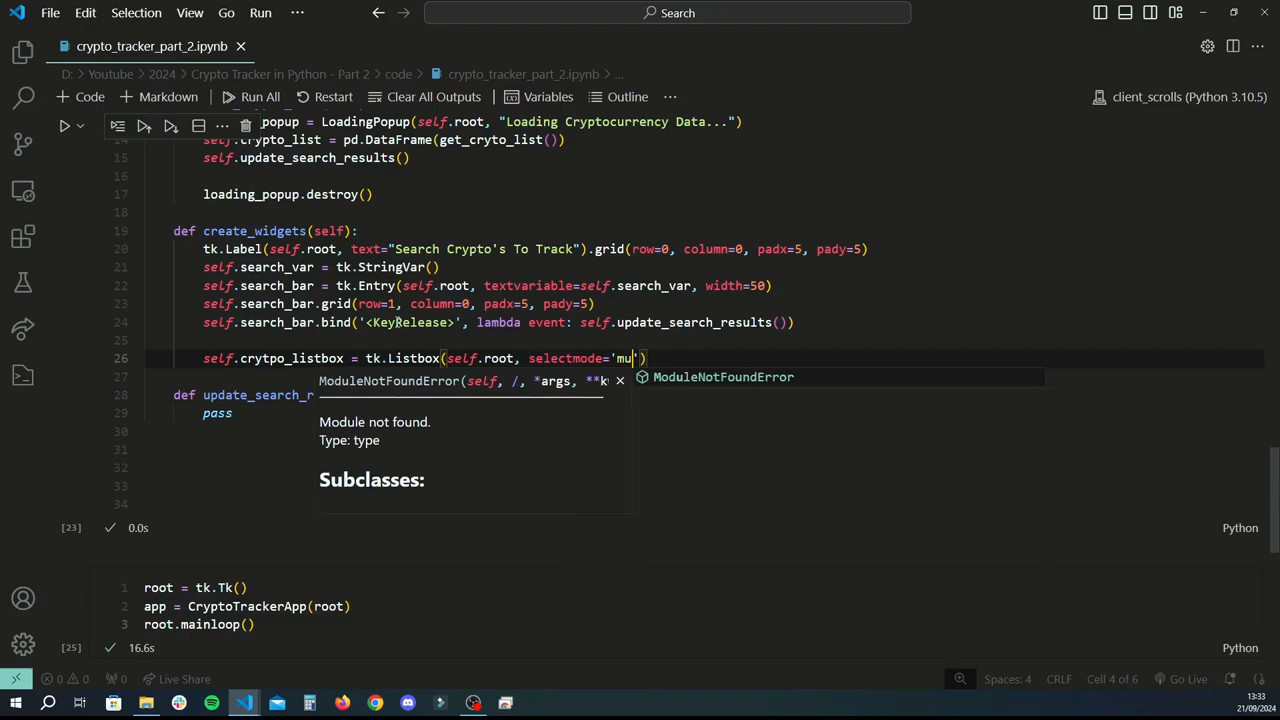 File Edit Selection View Go Run ··· Search
crypto_tracker_part_2.ipynb
D: > Youtube > 2024 > Crypto Tracker in Python - Part 2 > code > crypto_tracker_part_2.ipynb > ...
+ Code + Markdown Run All Restart Clear All Outputs Variables Outline ··· client_scrolls (Python 3.10.5)
_popup = LoadingPopup(self.root, "Loading Cryptocurrency Data...")
14 self.crypto_list = pd.DataFrame(get_cryto_list())
15 self.update_search_results()
16
17 loading_popup.destroy()
18
19 def create_widgets(self):
20 tk.Label(self.root, text="Search Crypto's To Track").grid(row=0, column=0, padx=5, pady=5)
21 self.search_var = tk.StringVar()
22 self.search_bar = tk.Entry(self.root, textvariable=self.search_var, width=50)
23 self.search_bar.grid(row=1, column=0, padx=5, pady=5)
24 self.search_bar.bind('<KeyRelease>', lambda event: self.update_search_results())
26 self.crytpo_listbox = tk.Listbox(self.root, selectmode='mu')
27 ModuleNotFoundError(self, /, *args, **k ModuleNotFoundError
28 def update_search_r
29 pass Module not found.
30 Type: type
31
32 Subclasses:
33
34
[23] 0.0s Python
1 root = tk.Tk()
2 app = CryptoTrackerApp(root)
3 root.mainloop()
[25] 16.6s Python
0 0 0 Live Share Spaces: 4 CRLF Cell 4 of 6 Go Live
13:33
21/09/2024